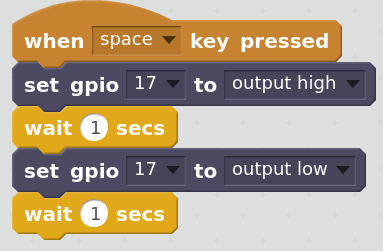 when space key pressed
set gpio 17 to output high
wait 1 secs
set gpio 17 to output low
wait 1 secs